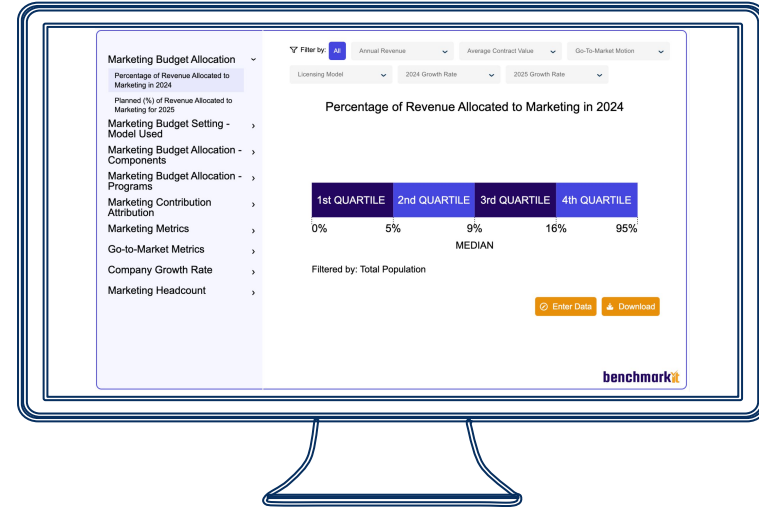 Marketing Budget Allocation
Percentage of Revenue Allocated to
Marketing in 2024
Planned (%) of Revenue Allocated to
Marketing for 2025
Marketing Budget Setting -
Model Used
Marketing Budget Allocation -
Components
Marketing Budget Allocation -
Programs
Marketing Contribution
Attribution
Marketing Metrics
Go-to-Market Metrics
Company Growth Rate
Marketing Headcount
Filter by: All Annual Revenue Average Contract Value Go-To-Market Motion
Licensing Model 2024 Growth Rate 2025 Growth Rate
Percentage of Revenue Allocated to Marketing in 2024
1st QUARTILE 2nd QUARTILE 3rd QUARTILE 4th QUARTILE
0% 5% 9% 16% 95%
MEDIAN
Filtered by: Total Population
Enter Data Download
benchmarkit